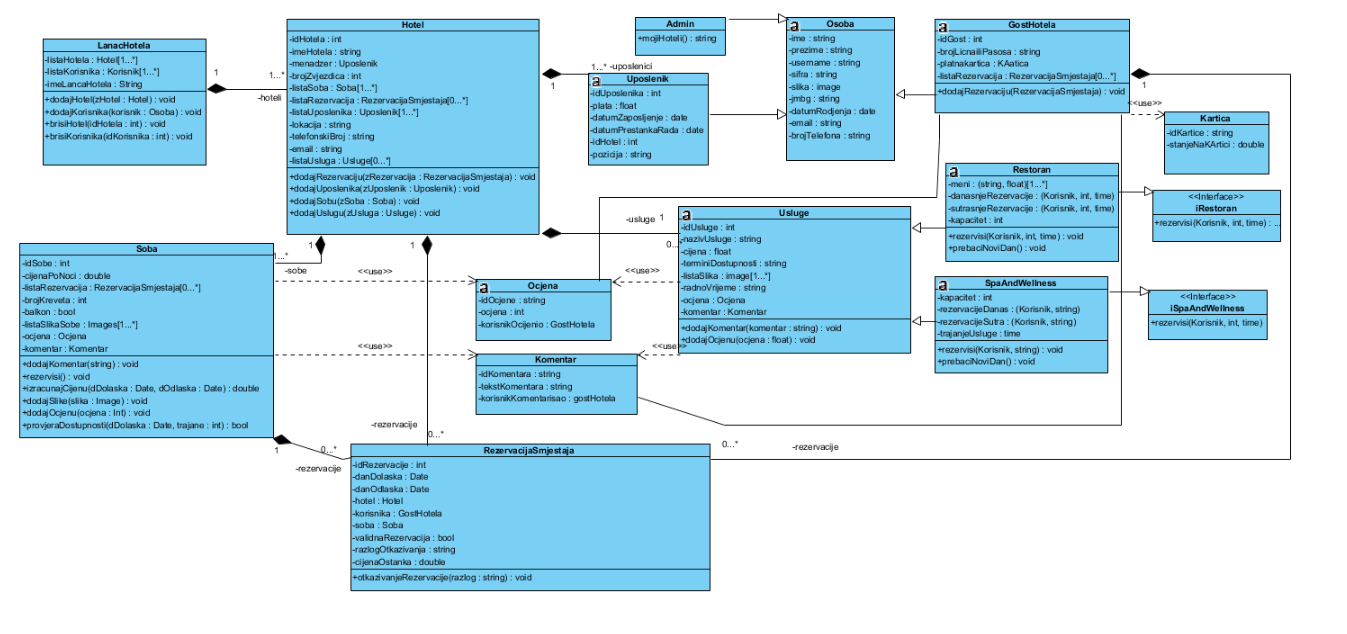 LanacHotela
-listaHotela : Hotel[1...*]
-listaKorisnika : Korisnik[1...*]
-imeLancaHotela : String
+dodajHotel(zHotel : Hotel) : void
+dodajKorisnika(korisnik : Osoba) : void
+brisiHotel(idHotela : int) : void
+brisiKorisnika(idKorisnika : int) : void
1
1...*
-hoteli
Hotel
-idHotela : int
-imeHotela : string
-menadzer : Uposlenik
-brojZvjezdica : int
-listaSoba : Soba[1...*]
-listaRezervacija : RezervacijaSmjestaja[0...*]
-listaUposlenika : Uposlenik[1...*]
-lokacija : string
-telefonskiBroj : string
-email : string
-listaUsluga : Usluge[0...*]
+dodajRezervaciju(zRezervacija : RezervacijaSmjestaja) : void
+dodajUposlenika(zUposlenik : Uposlenik) : void
+dodajSobu(zSoba : Soba) : void
+dodajUslugu(zUsluga : Usluge) : void
1...*
-uposlenici
1
Admin
+mojiHoteli() : string
a
Uposlenik
-idUposlenika : int
-plata : float
-datumZaposljenje : date
-datumPrestankaRada : date
-idHotel : int
-pozicija : string
a
Osoba
-ime : string
-prezime : string
-username : string
-sifra : string
-slika : image
-jmbg : string
-datumRodjenja : date
-email : string
-brojTelefona : string
a
GostHotela
-idGost : int
-brojLicnailiPasosa : string
-platnakartica : KAatica
-listaRezervacija : RezervacijaSmjestaja[0...*]
+dodajRezervaciju(RezervacijaSmjestaja) : void
1
<<use>>
Kartica
-idKartice : string
-stanjeNaKArtici : double
a
Restoran
-meni : (string, float)[1...*]
-danasnjeRezervacije : (Korisnik, int, time)
-sutrasnjeRezervacije : (Korisnik, int, time)
-kapacitet : int
+rezervisi(Korisnik, int, time) : void
+prebaciNoviDan() : void
<<Interface>>
iRestoran
+rezervisi(Korisnik, int, time) : ...
-usluge
1
0...
a
Usluge
-idUsluge : int
-nazivUsluge : string
-cijena : float
-terminiDostupnosti : string
-listaSlika : image[1...*]
-radnoVrijeme : string
-ocjena : Ocjena
-komentar : Komentar
+dodajKomentar(komentar : string) : void
+dodajOcjenu(ocjena : float) : void
a
SpaAndWellness
-kapacitet : int
-rezervacijeDanas : (Korisnik, string)
-rezervacijeSutra : (Korisnik, string)
-trajanjeUsluge : time
+rezervisi(Korisnik, string) : void
+prebaciNoviDan() : void
<<Interface>>
iSpaAndWellness
+rezervisi(Korisnik, int, time)
Soba
-idSobe : int
-cijenaPoNoci : double
-listaRezervacija : RezervacijaSmjestaja[0...*]
-brojKreveta : int
-balkon : bool
-listaSlikaSobe : Images[1...*]
-ocjena : Ocjena
-komentar : Komentar
+dodajKomentar(string) : void
+rezervisi() : void
+izracunajCijenu(dDolaska : Date, dOdlaska : Date) : double
+dodajSlike(slika : Image) : void
+dodajOcjenu(ocjena : Int) : void
+provjeraDostupnosti(dDolaska : Date, trajane : int) : bool
1
1...*
-sobe
1
<<use>>
<<use>>
a
Ocjena
-idOcjene : string
-ocjena : int
-korisnikOcijenio : GostHotela
<<use>>
<<use>>
Komentar
-idKomentara : string
-tekstKomentara : string
-korisnikKomentarisao : gostHotela
-rezervacije
0...*
1
0...*
-rezervacije
0...*
-rezervacije
RezervacijaSmjestaja
-idRezervacije : int
-danDolaska : Date
-danOdlaska : Date
-hotel : Hotel
-korisnika : GostHotela
-soba : Soba
-validnaRezervacija : bool
-razlogOtkazivanja : string
-cijenaOstanka : double
+otkazivanjeRezervacije(razlog : string) : void